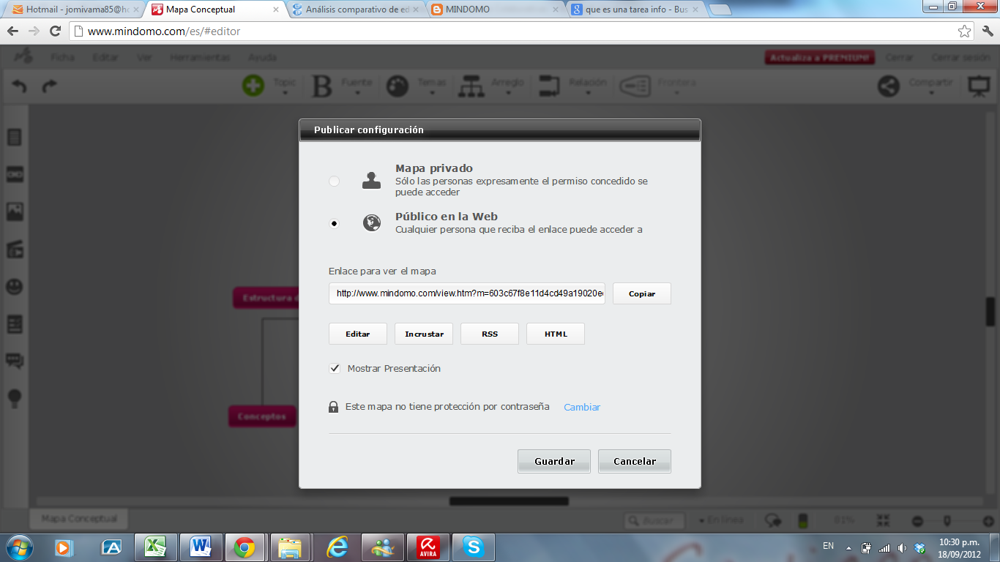 Hotmail - jomivama85@ho
Mapa Conceptual
Análisis comparativo de ed
MINDOMO
que es una tarea info - Bus
www.mindomo.com/es/#editor
Ficha
Editar
Ver
Herramientas
Ayuda
Actualiza a PREMIUM!
Cerrar
Cerrar sesión
Topic
B
Fuente
Temas
Arreglo
Relación
Frontera
Compartir
Publicar configuración
Mapa privado
Sólo las personas expresamente el permiso concedido se
puede acceder
Público en la Web
Cualquier persona que reciba el enlace puede acceder a
Enlace para ver el mapa
http://www.mindomo.com/view.htm?m=603c67f8e11d4cd49a19020e
Copiar
Editar
Incrustar
RSS
HTML
Mostrar Presentación
Este mapa no tiene protección por contraseña
Cambiar
Guardar
Cancelar
Estructura d
Conceptos
Mapa Conceptual
Buscar
En línea
81%
AVIRA
EN
10:30 p.m.
18/09/2012